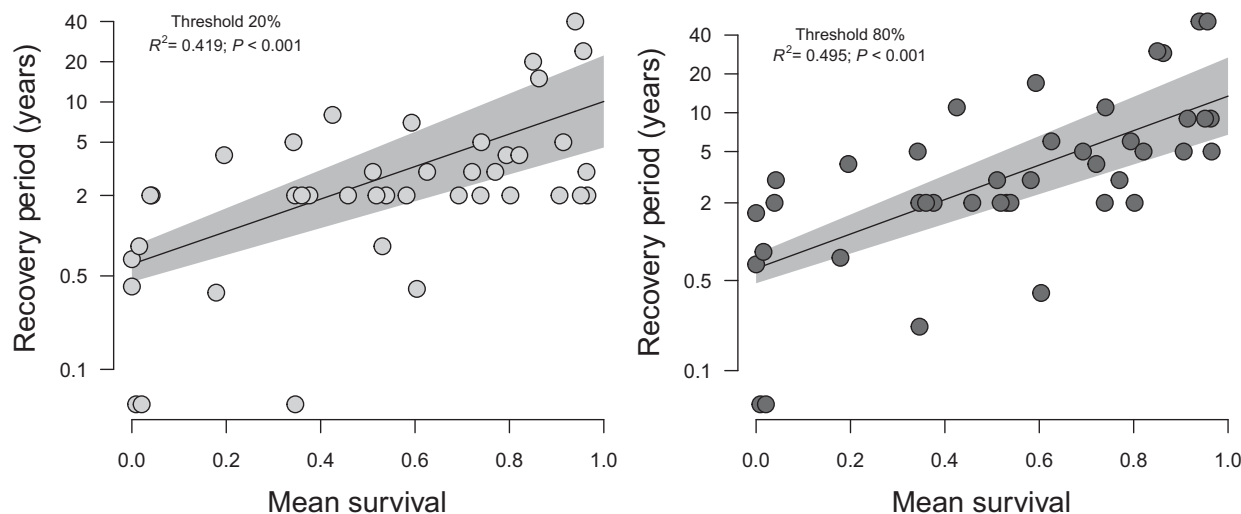 Threshold 20%
R²= 0.419; P < 0.001
Recovery period (years)
40
20
10
5
2
0.5
0.1
0.0 0.2 0.4 0.6 0.8 1.0
Mean survival
Threshold 80%
R²= 0.495; P < 0.001
Recovery period (years)
40
20
10
5
2
0.5
0.1
0.0 0.2 0.4 0.6 0.8 1.0
Mean survival